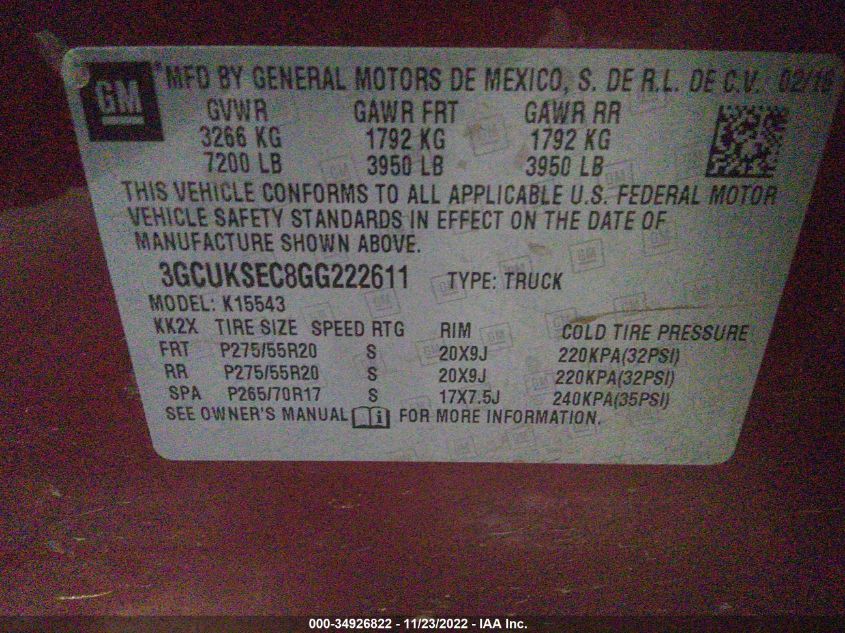 GM
MFD BY GENERAL MOTORS DE MEXICO, S. DE R.L. DE C.V. 02/16
GVWR GAWR FRT GAWR RR
3266 KG 1792 KG 1792 KG
7200 LB 3950 LB 3950 LB
THIS VEHICLE CONFORMS TO ALL APPLICABLE U.S. FEDERAL MOTOR
VEHICLE SAFETY STANDARDS IN EFFECT ON THE DATE OF
MANUFACTURE SHOWN ABOVE.
3GCUKSEC8GG222611 TYPE: TRUCK
MODEL: K15543
KK2X TIRE SIZE SPEED RTG RIM COLD TIRE PRESSURE
FRT P275/55R20 S 20X9J 220KPA(32PSI)
RR P275/55R20 S 20X9J 220KPA(32PSI)
SPA P265/70R17 S 17X7.5J 240KPA(35PSI)
SEE OWNER'S MANUAL i FOR MORE INFORMATION.
000-34926822 - 11/23/2022 - IAA Inc.